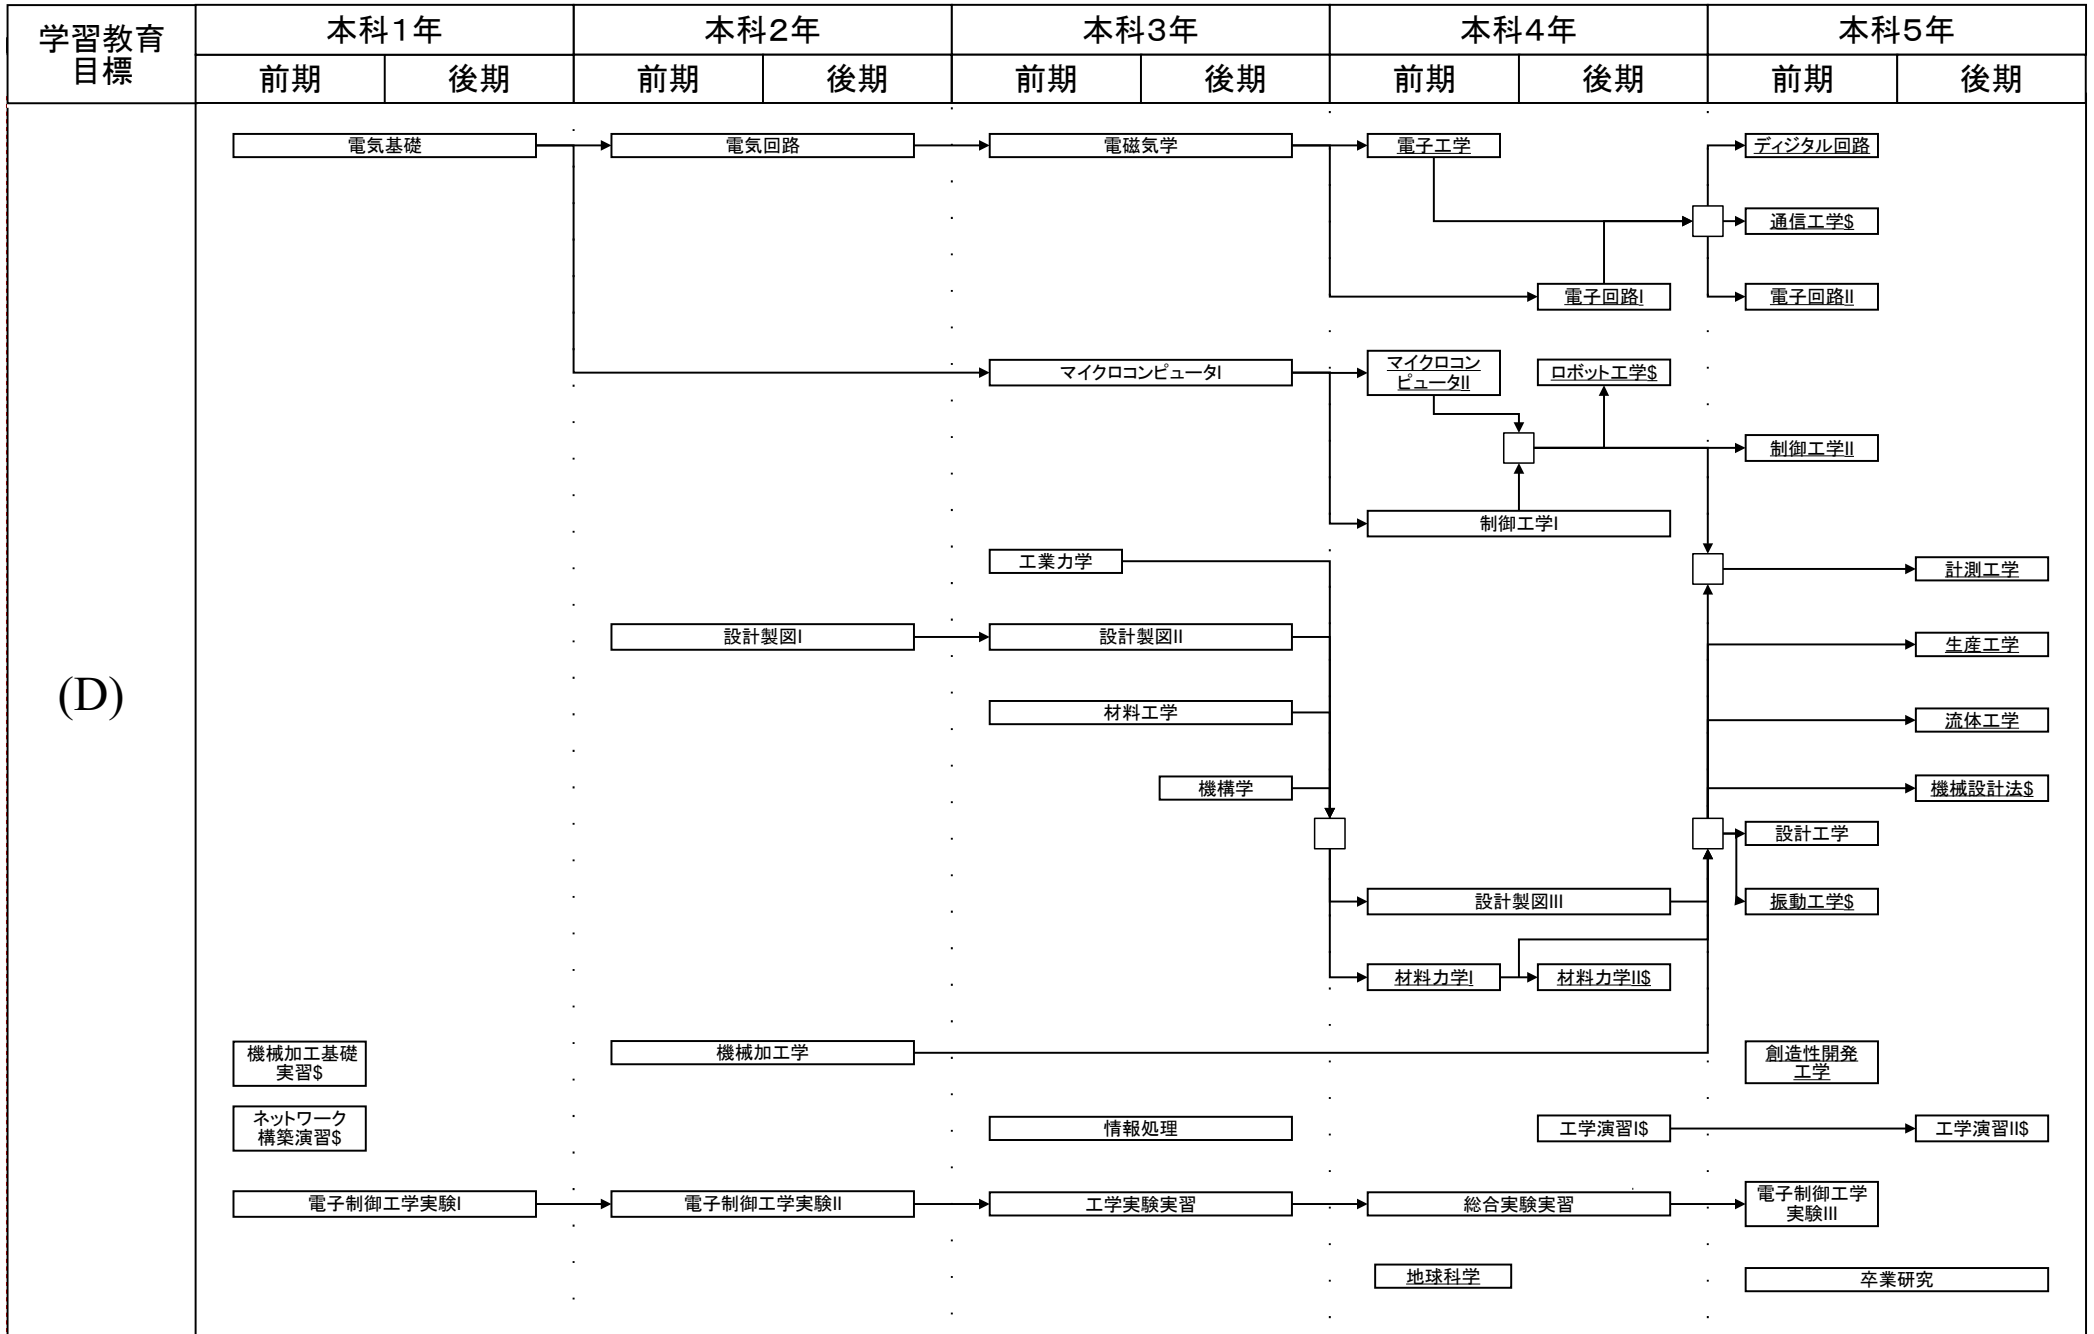 学習教育
目標
本科1年
本科2年
本科3年
本科4年
本科5年
前期
後期
前期
後期
前期
後期
前期
後期
前期
後期
(D)
電気基礎
電気回路
電磁気学
電子工学
ディジタル回路
通信工学$
電子回路I
電子回路II
マイクロコンピュータI
マイクロコン
ピュータII
ロボット工学$
制御工学II
制御工学I
工業力学
計測工学
設計製図I
設計製図II
生産工学
材料工学
流体工学
機構学
機械設計法$
設計工学
設計製図III
振動工学$
材料力学I
材料力学II$
機械加工基礎
実習$
機械加工学
創造性開発
工学
ネットワーク
構築演習$
情報処理
工学演習I$
工学演習II$
電子制御工学実験I
電子制御工学実験II
工学実験実習
総合実験実習
電子制御工学
実験III
地球科学
卒業研究